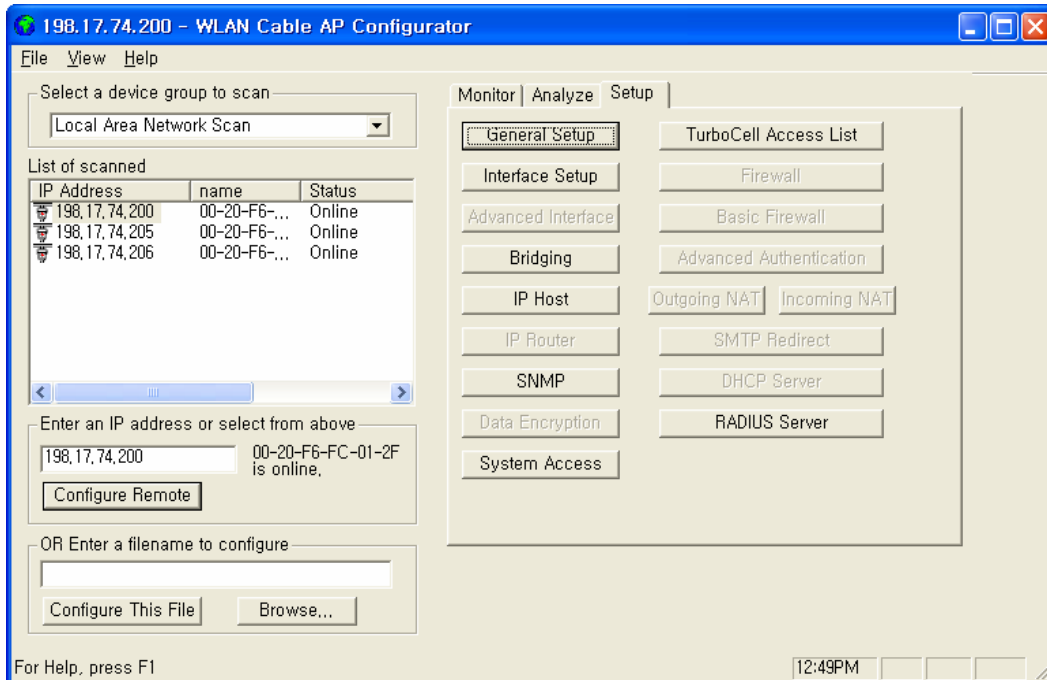 198.17.74.200 - WLAN Cable AP Configurator
File View Help
Select a device group to scan
Local Area Network Scan
List of scanned
IP Address name Status
198.17.74.200 00-20-F6-... Online
198.17.74.205 00-20-F6-... Online
198.17.74.206 00-20-F6-... Online
Enter an IP address or select from above
198.17.74.200
00-20-F6-FC-01-2F
is online.
Configure Remote
OR Enter a filename to configure
Configure This File Browse...
Monitor Analyze Setup
General Setup TurboCell Access List
Interface Setup Firewall
Advanced Interface Basic Firewall
Bridging Advanced Authentication
IP Host Outgoing NAT Incoming NAT
IP Router SMTP Redirect
SNMP DHCP Server
Data Encryption RADIUS Server
System Access
For Help, press F1 12:49PM